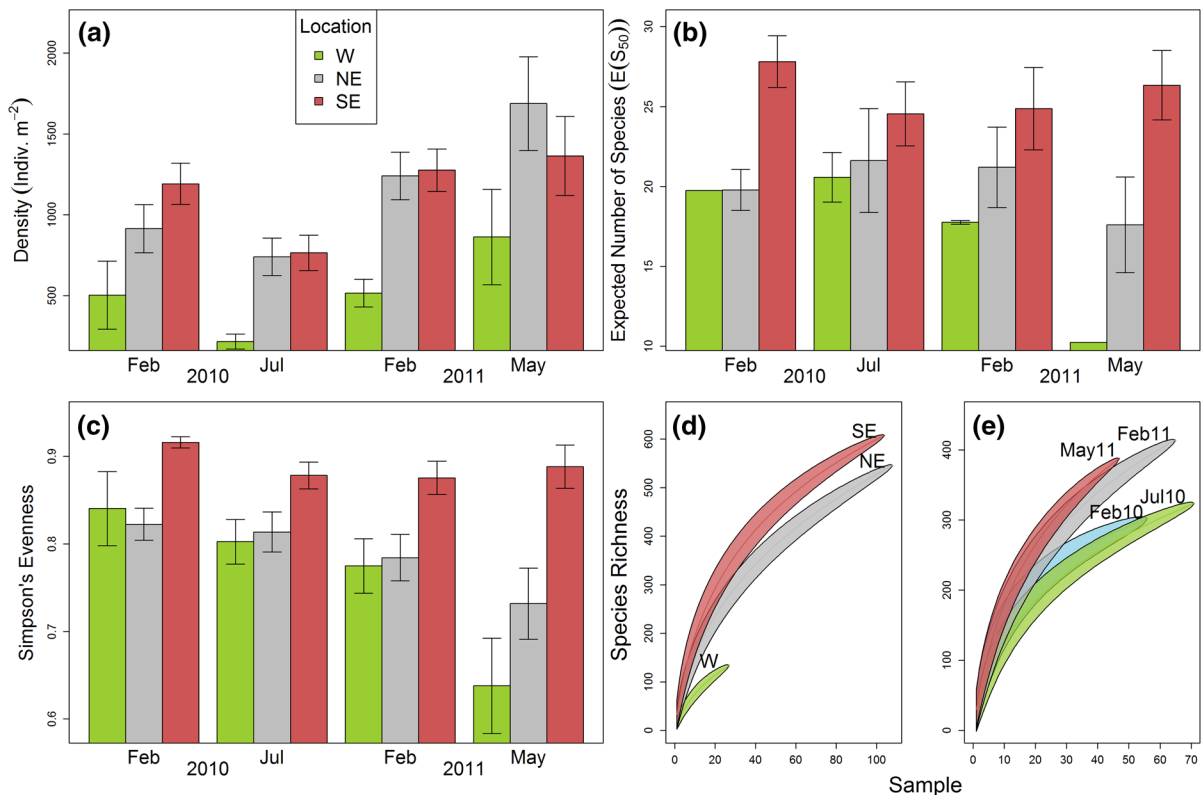 (a)
Location
W
NE
SE
Density (Indiv. m−2)
500
1000
1500
2000
Feb
Jul
Feb
May
2010
2011
(b)
Expected Number of Species (E(S50))
10
15
20
25
30
Feb
Jul
Feb
May
2010
2011
(c)
Simpson's Evenness
0.6
0.7
0.8
0.9
Feb
Jul
Feb
May
2010
2011
(d)
SE
NE
W
Species Richness
0
100
200
300
400
500
600
0 20 40 60 80 100
(e)
Feb11
May11
Jul10
Feb10
0
100
200
300
400
0 10 20 30 40 50 60 70
Sample